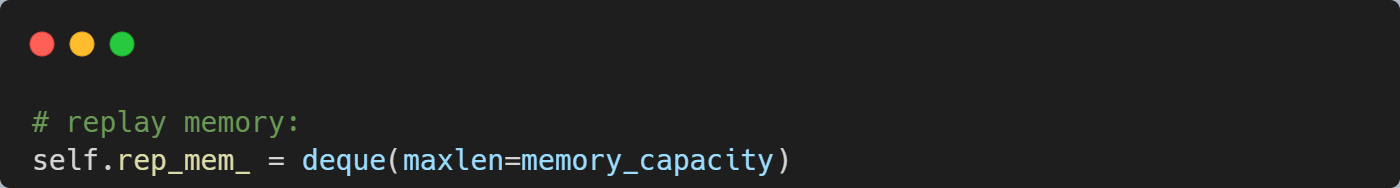 # replay memory:
self.rep_mem_ = deque(maxlen=memory_capacity)